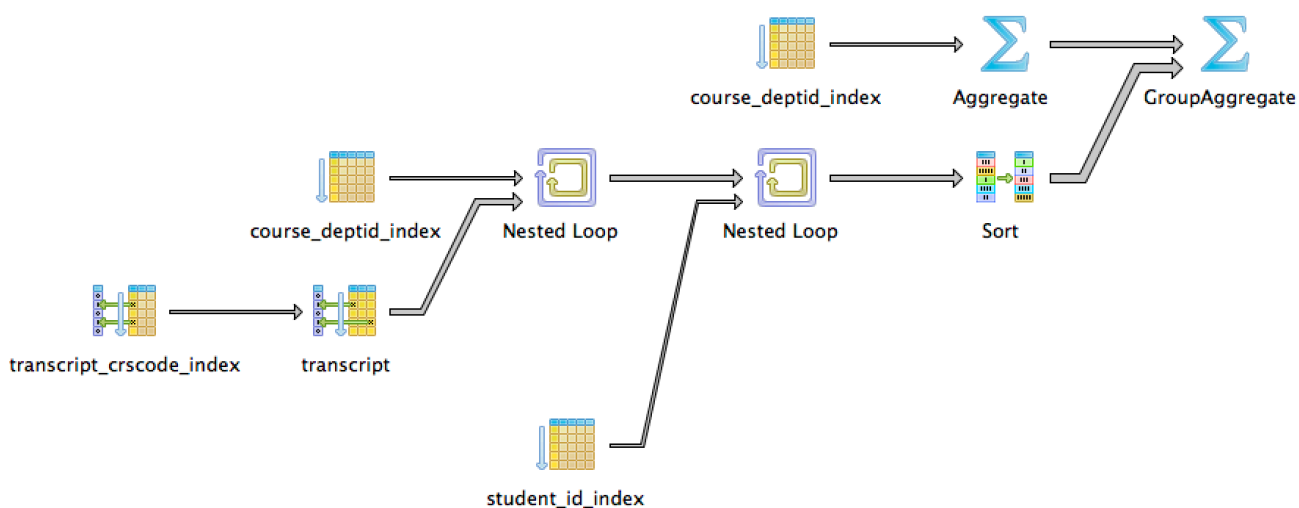 course_deptid_index
Aggregate
GroupAggregate
course_deptid_index
Nested Loop
Nested Loop
Sort
transcript_crscode_index
transcript
student_id_index